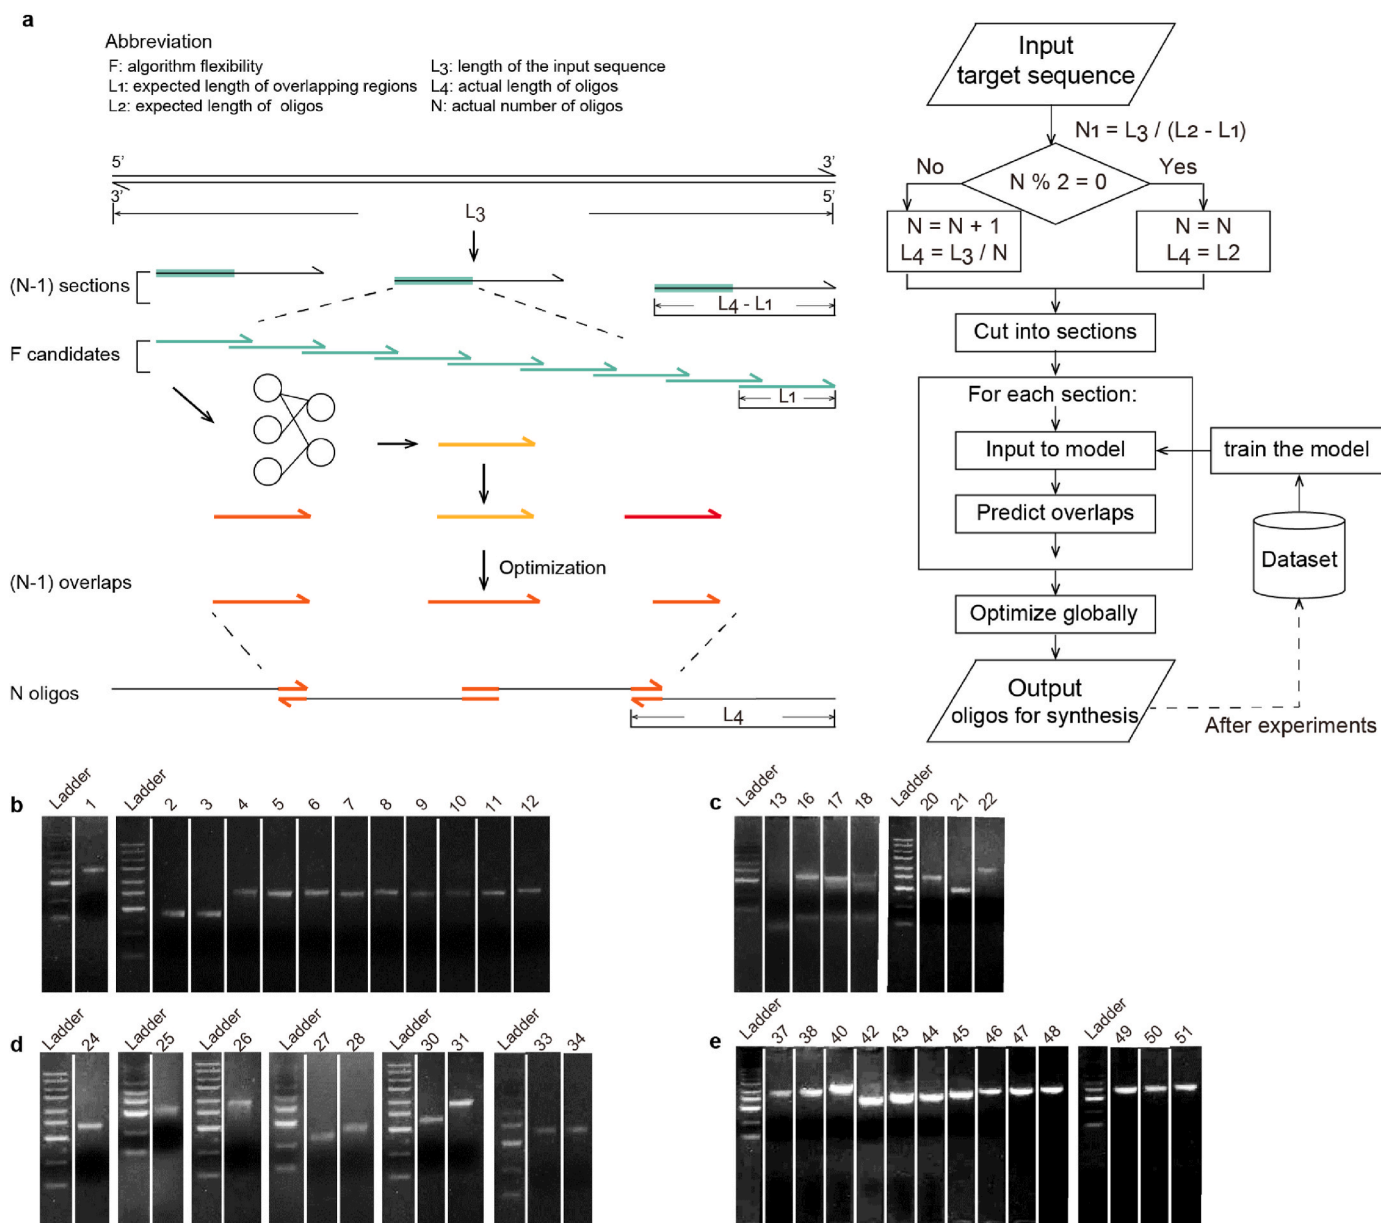 a
Abbreviation
F: algorithm flexibility
L1: expected length of overlapping regions
L2: expected length of oligos
L3: length of the input sequence
L4: actual length of oligos
N: actual number of oligos
5’
3’
3’
5’
L3
(N-1) sections
L4 - L1
F candidates
L1
Optimization
(N-1) overlaps
N oligos
L4
Input
target sequence
N1 = L3 / (L2 - L1)
No
N % 2 = 0
Yes
N = N + 1
L4 = L3 / N
N = N
L4 = L2
Cut into sections
For each section:
Input to model
train the model
Predict overlaps
Dataset
Optimize globally
Output
oligos for synthesis
After experiments
b
Ladder 1 Ladder 2 3 4 5 6 7 8 9 10 11 12
c
Ladder 13 16 17 18 Ladder 20 21 22
d
Ladder 24 Ladder 25 Ladder 26 Ladder 27 28 Ladder 30 31 Ladder 33 34
e
Ladder 37 38 40 42 43 44 45 46 47 48 Ladder 49 50 51